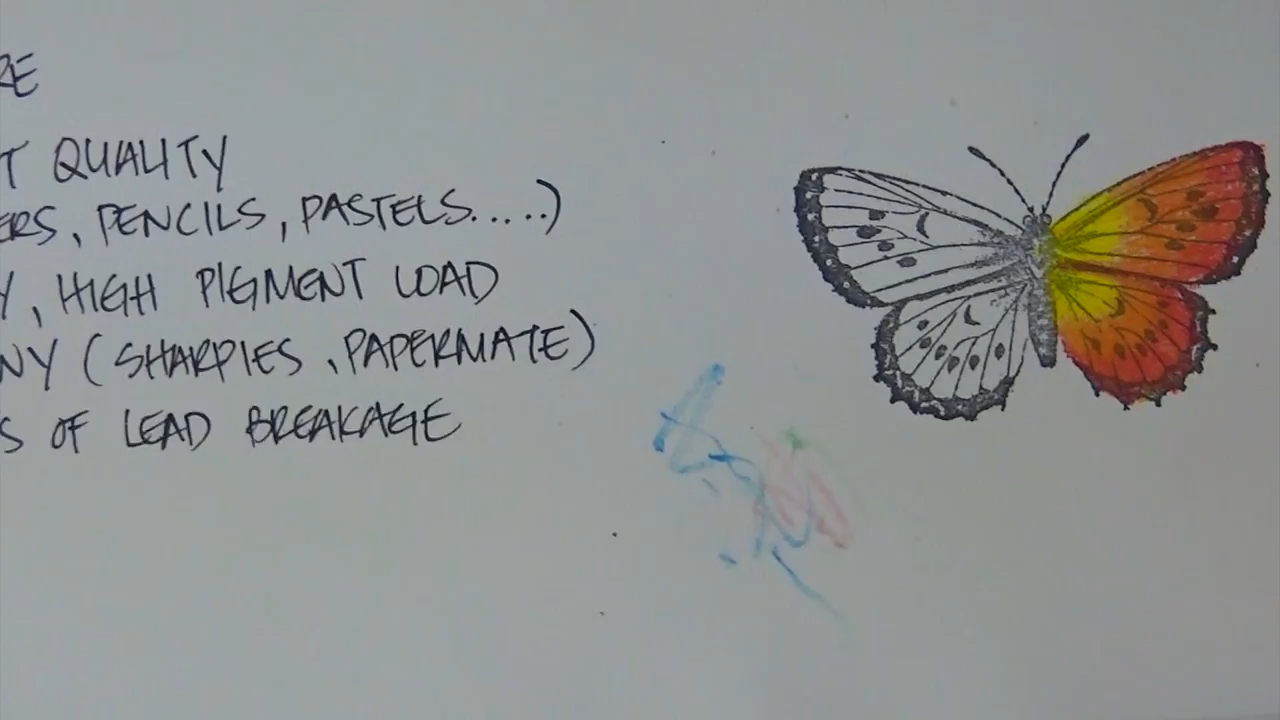 RE
T QUALITY
ERS, PENCILS, PASTELS.....)
Y, HIGH PIGMENT LOAD
NY (SHARPIES, PAPERMATE)
S OF LEAD BREAKAGE